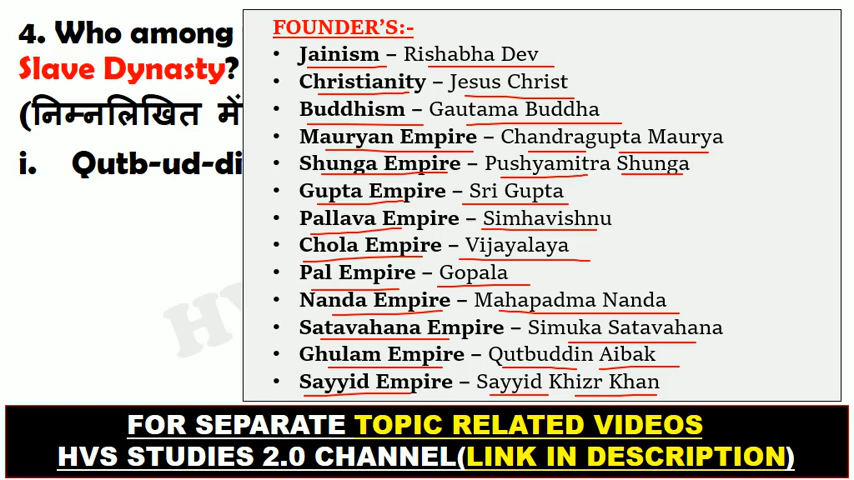 4. Who among
Slave Dynasty?
(निम्नलिखित में
i. Qutb-ud-di
FOUNDER'S:-
• Jainism – Rishabha Dev
• Christianity – Jesus Christ
• Buddhism – Gautama Buddha
• Mauryan Empire – Chandragupta Maurya
• Shunga Empire – Pushyamitra Shunga
• Gupta Empire – Sri Gupta
• Pallava Empire – Simhavishnu
• Chola Empire – Vijayalaya
• Pal Empire – Gopala
• Nanda Empire – Mahapadma Nanda
• Satavahana Empire – Simuka Satavahana
• Ghulam Empire – Qutbuddin Aibak
• Sayyid Empire – Sayyid Khizr Khan
FOR SEPARATE TOPIC RELATED VIDEOS
HVS STUDIES 2.0 CHANNEL(LINK IN DESCRIPTION)